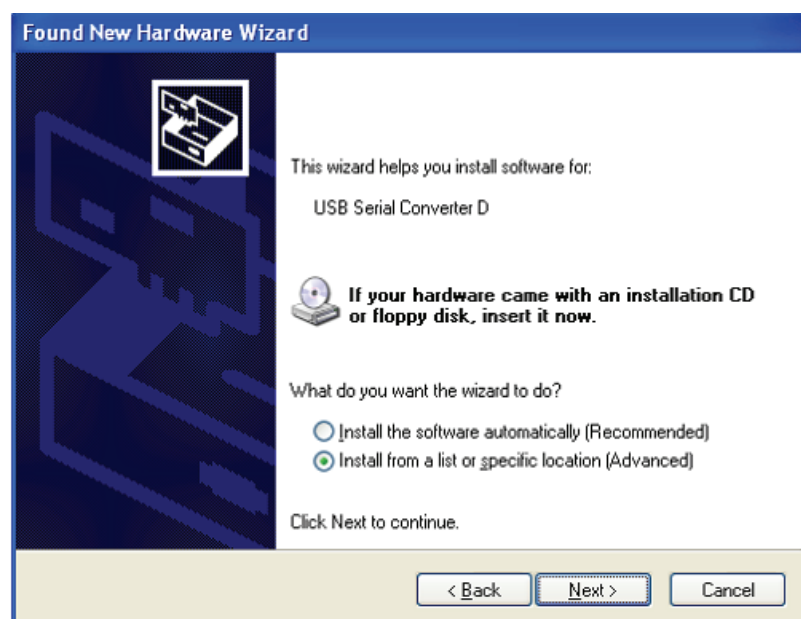 Found New Hardware Wizard
This wizard helps you install software for:
USB Serial Converter D
If your hardware came with an installation CD
or floppy disk, insert it now.
What do you want the wizard to do?
Install the software automatically (Recommended)
Install from a list or specific location (Advanced)
Click Next to continue.
< Back Next > Cancel